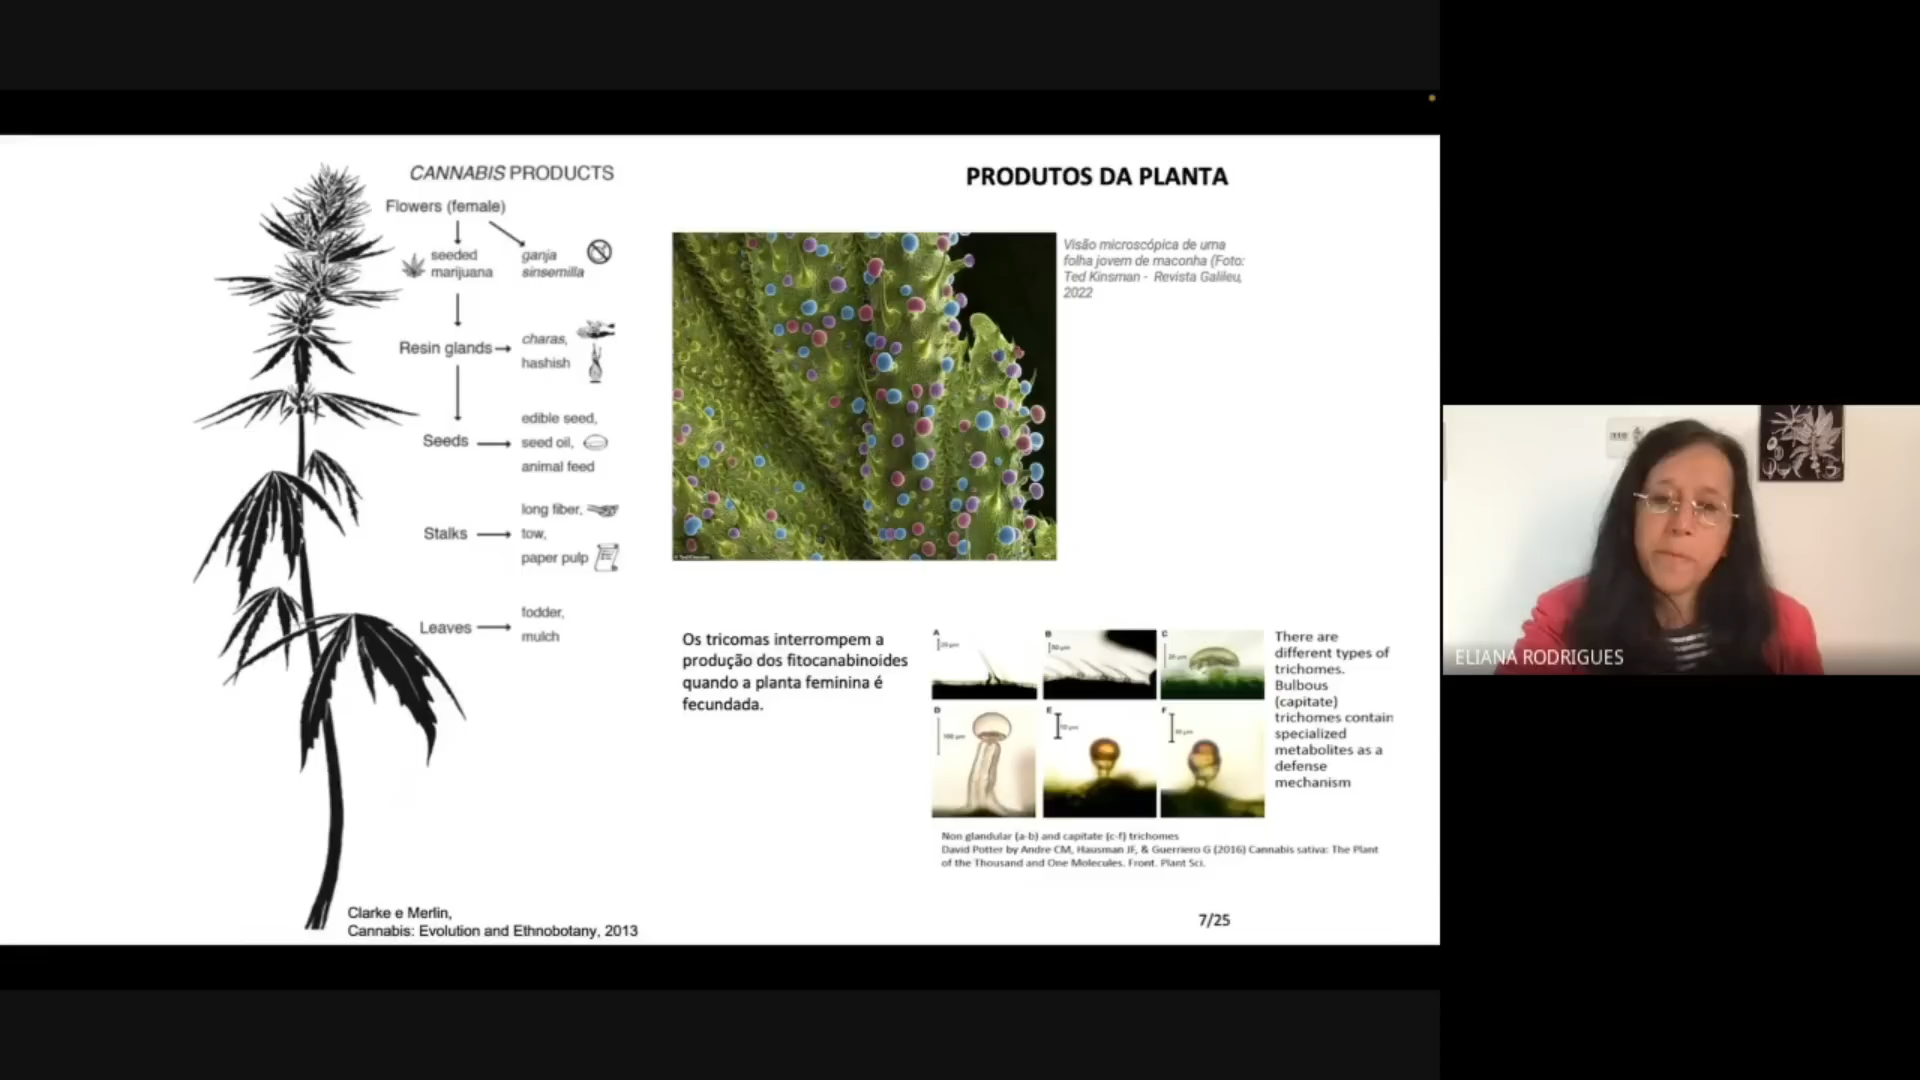 CANNABIS PRODUCTS
Flowers (female)
seeded
marijuana
ganja
sinsemilla
Resin glands
charas,
hashish
Seeds
edible seed,
seed oil,
animal feed
Stalks
long fiber,
tow,
paper pulp
Leaves
fodder,
mulch
Clarke e Merlin,
Cannabis: Evolution and Ethnobotany, 2013
PRODUTOS DA PLANTA
Visão microscópica de uma
folha jovem de maconha (Foto:
Ted Kinsman - Revista Galileu,
2022
Os tricomas interrompem a
produção dos fitocanabinoides
quando a planta feminina é
fecundada.
A
B
C
D
E
F
There are
different types of
trichomes.
Bulbous
(capitate)
trichomes contain
specialized
metabolites as a
defense
mechanism
Non glandular (a-b) and capitate (c-f) trichomes
David Potter by Andre CM, Hausman JF, & Guerriero G (2016) Cannabis sativa: The Plant
of the Thousand and One Molecules. Front. Plant Sci.
7/25
ELIANA RODRIGUES